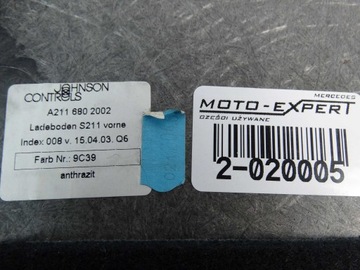 JOHNSON
CONTROLS
A211 680 2002
Ladeboden S211 vorne
Index 008 v. 15.04.03. Q6
Farb Nr.: 9C39
anthrazit
MERCEDES
MOTO-EXPERT
CZĘŚCI UŻYWANE
2-020005